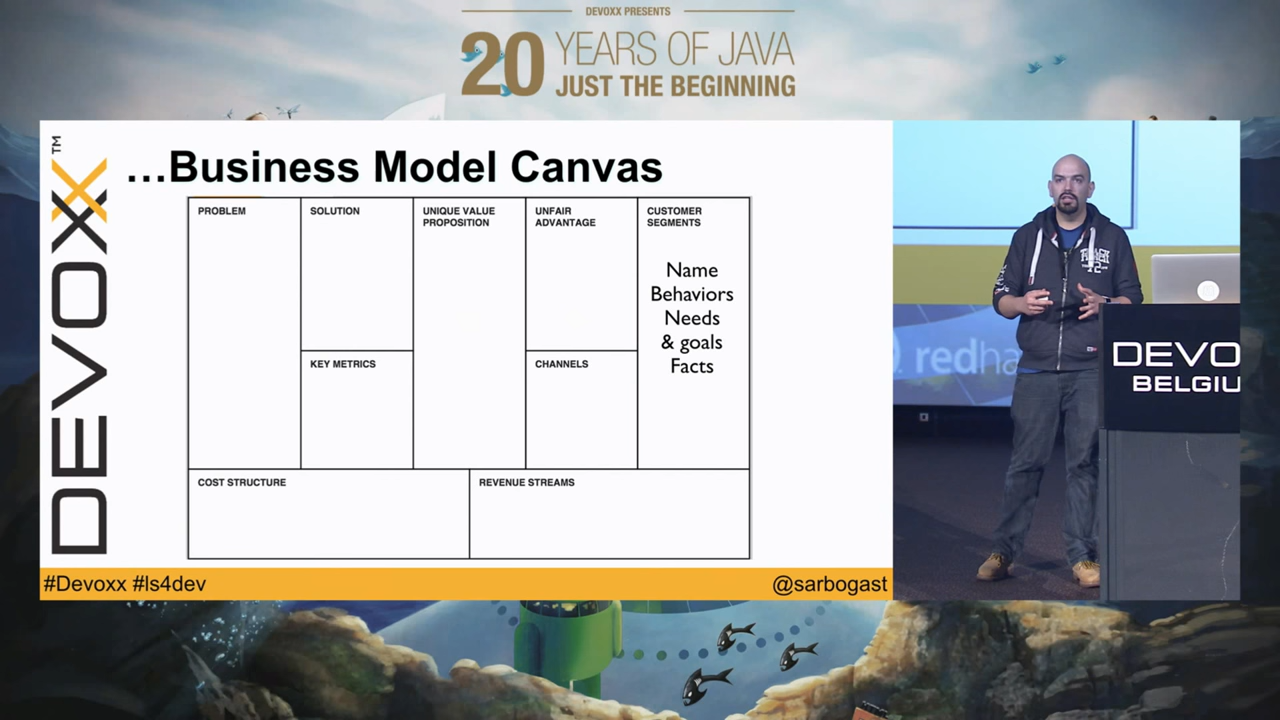 DEVOXX PRESENTS
20 YEARS OF JAVA
JUST THE BEGINNING
DEVOXX™
...Business Model Canvas
PROBLEM
SOLUTION
UNIQUE VALUE
PROPOSITION
UNFAIR
ADVANTAGE
CUSTOMER
SEGMENTS
Name
Behaviors
Needs
& goals
Facts
KEY METRICS
CHANNELS
COST STRUCTURE
REVENUE STREAMS
#Devoxx #ls4dev
@sarbogast
redha
DEVO
BELGIU